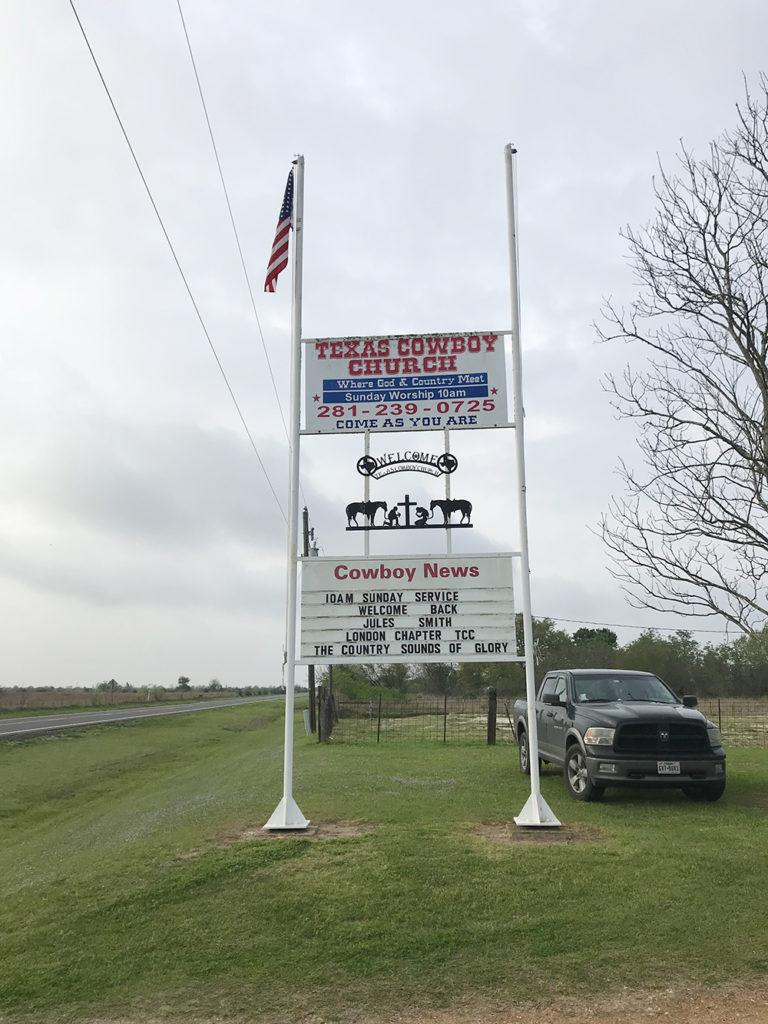 TEXAS COWBOY
CHURCH
Where God & Country Meet
Sunday Worship 10am
281-239-0725
COME AS YOU ARE
WELCOME
Cowboy News
10AM SUNDAY SERVICE
WELCOME BACK
JULES SMITH
LONDON CHAPTER TCC
THE COUNTRY SOUNDS OF GLORY